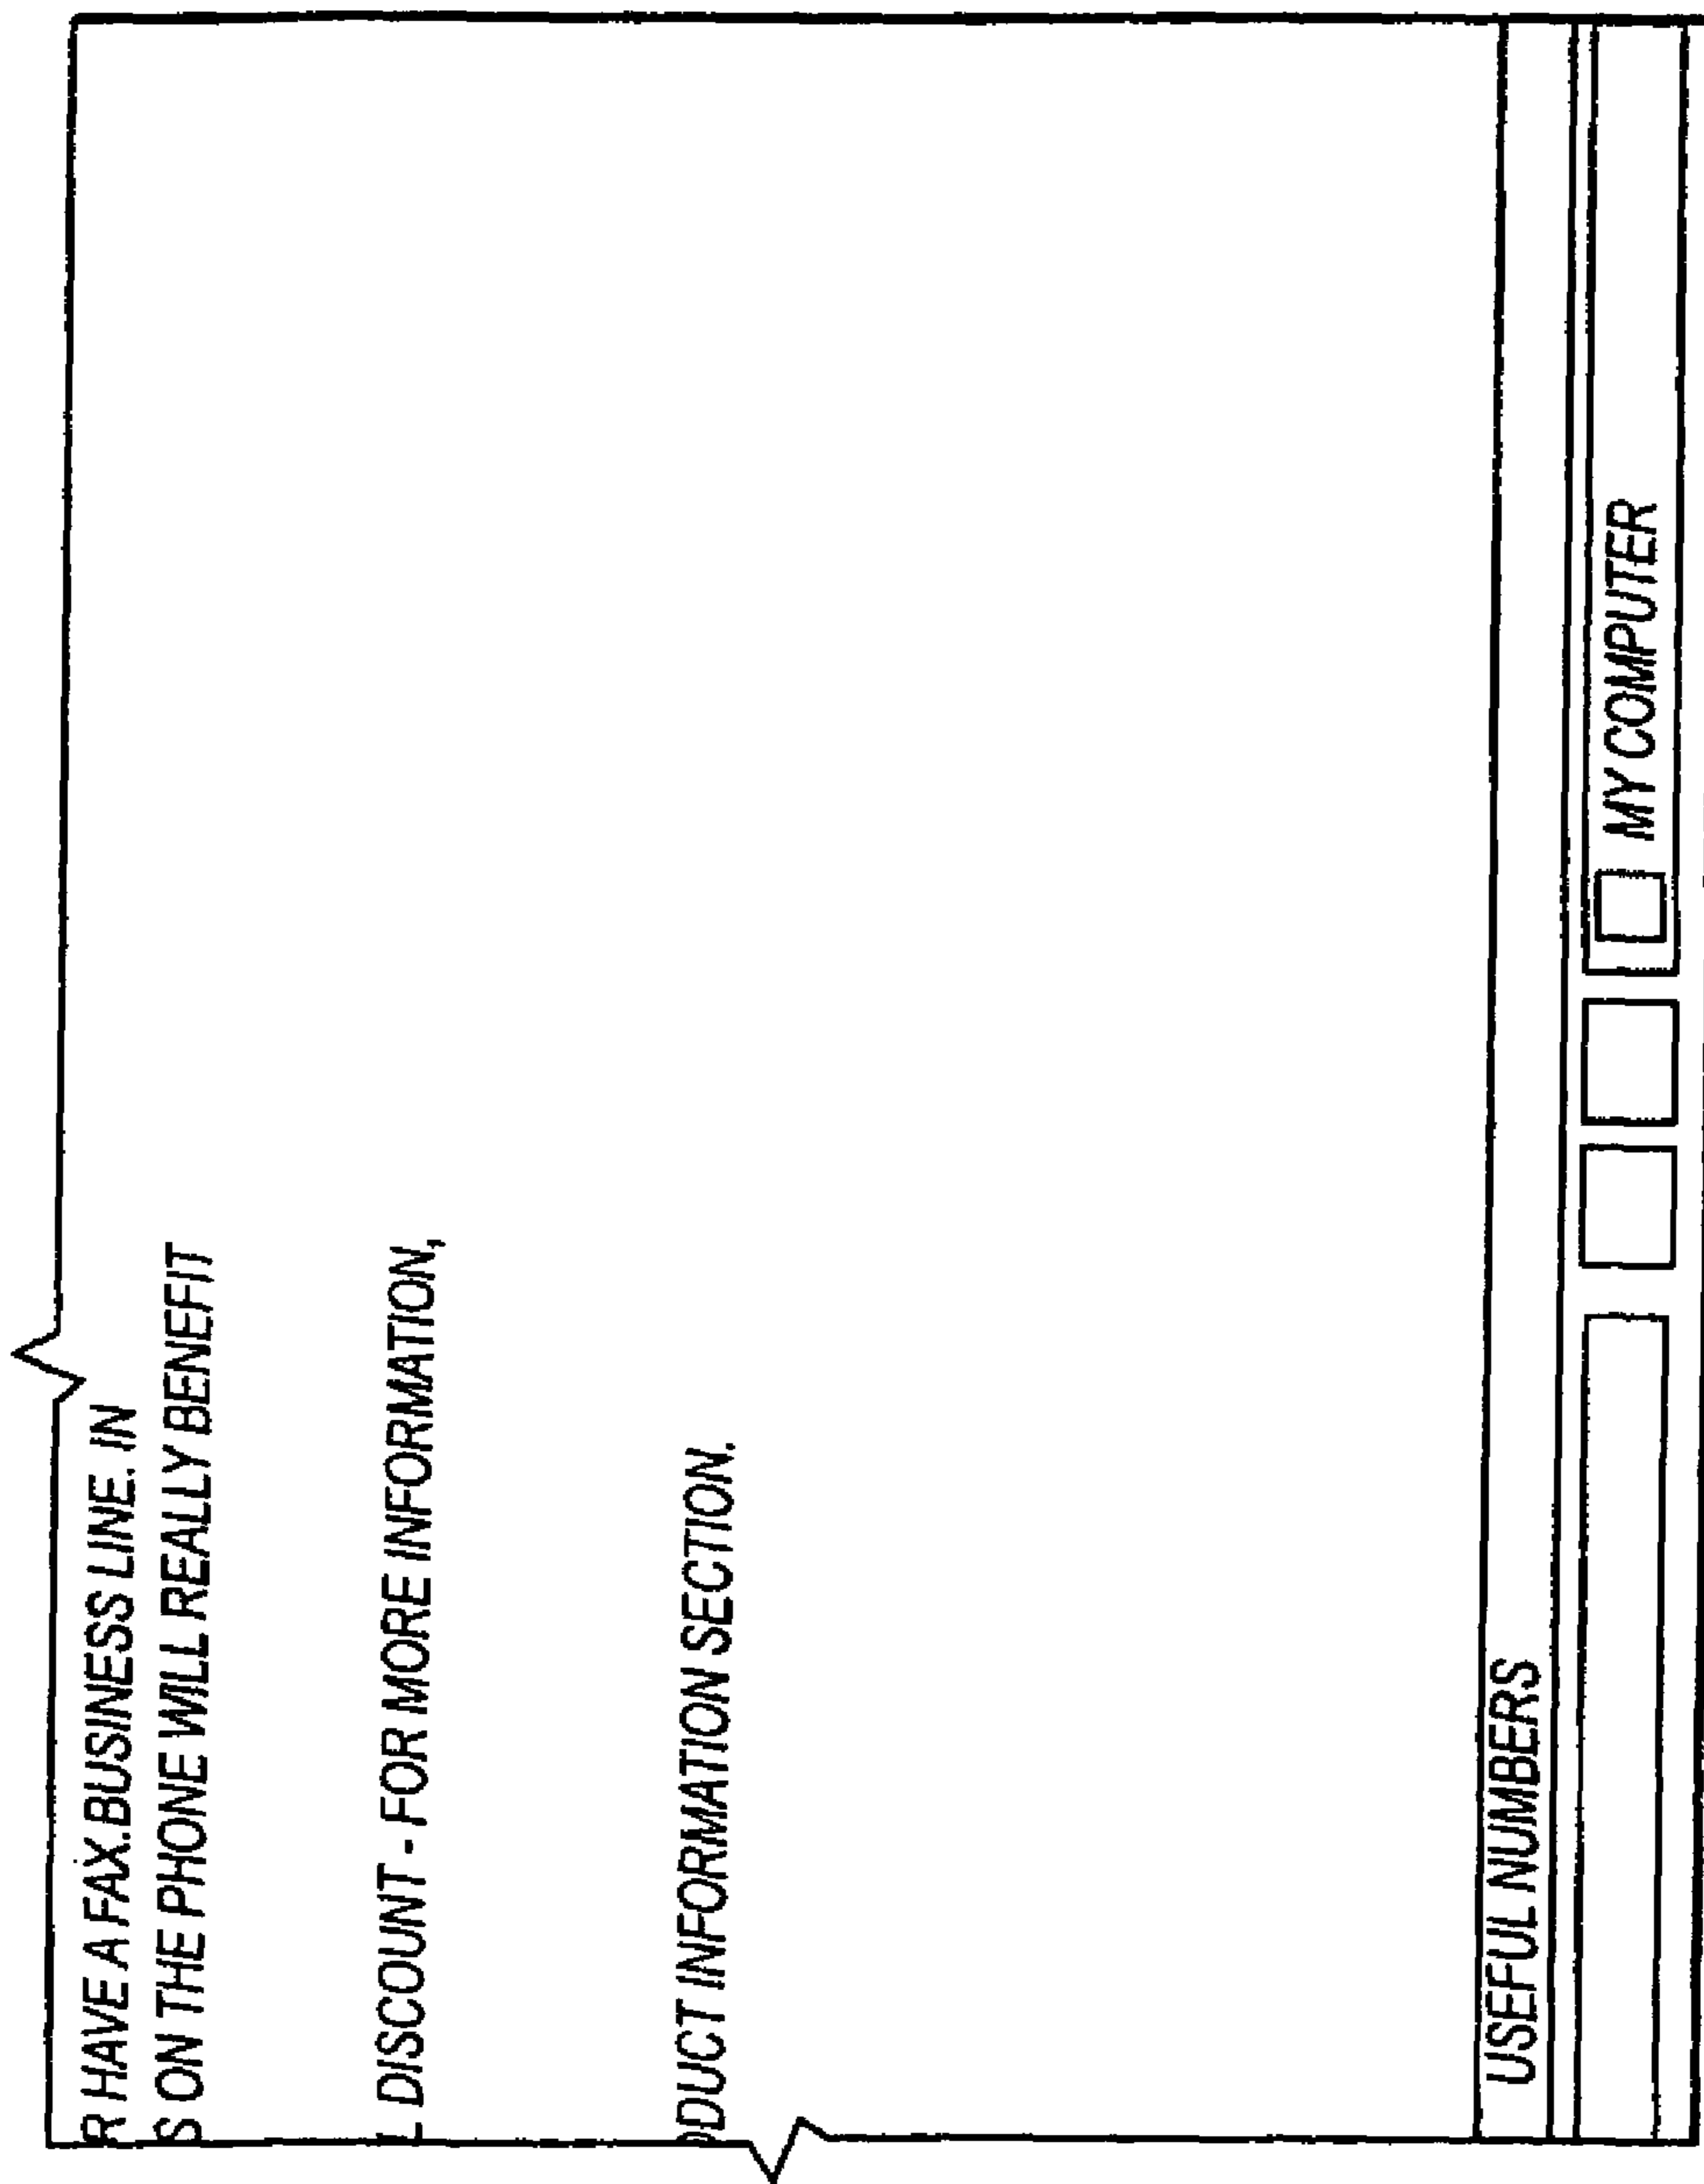 R HAVE A FAX.BUSINESS LINE. IN
S ON THE PHONE WILL REALLY BENEFIT
L DISCOUNT - FOR MORE INFORMATION,
ODUCT INFORMATION SECTION.
USEFUL NUMBERS
MY COMPUTER